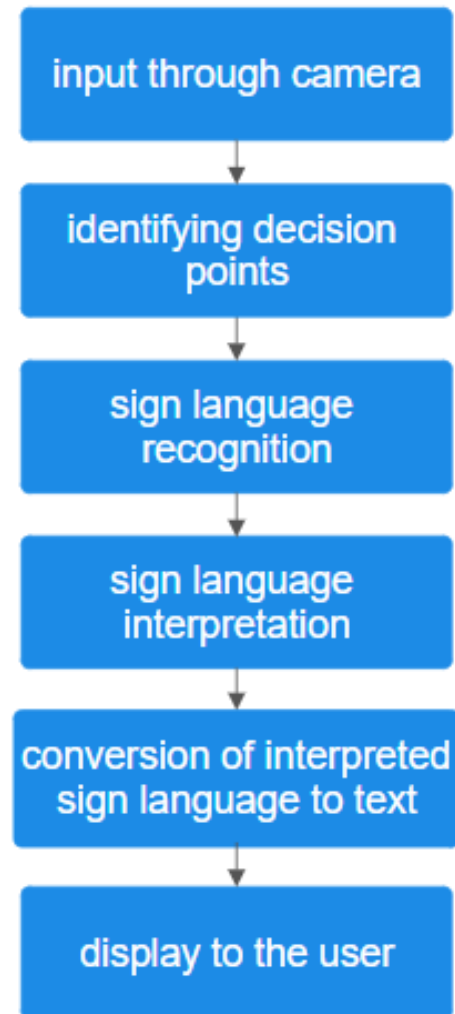 input through camera
identifying decision
points
sign language
recognition
sign language
interpretation
conversion of interpreted
sign language to text
display to the user